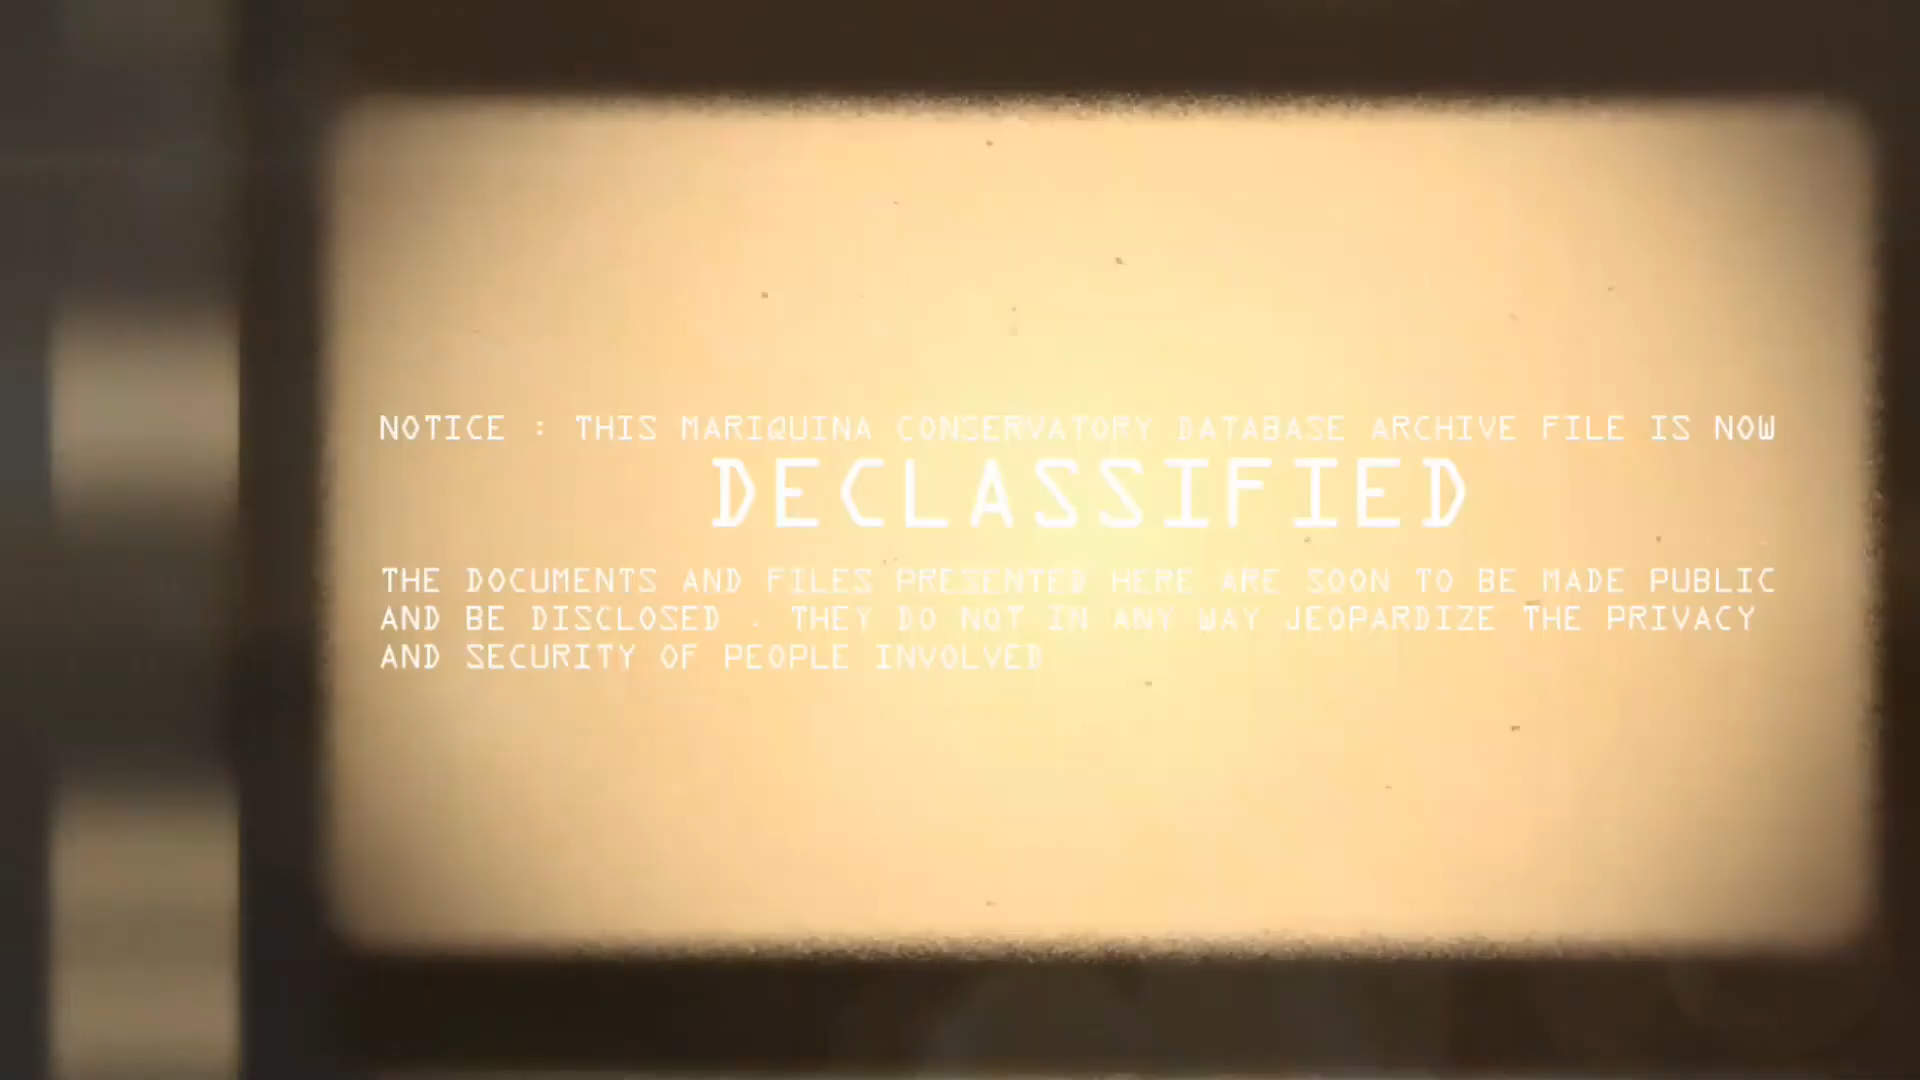 NOTICE : THIS MARIQUINA CONSERVATORY DATABASE ARCHIVE FILE IS NOW
DECLASSIFIED
THE DOCUMENTS AND FILES PRESENTED HERE ARE SOON TO BE MADE PUBLIC
AND BE DISCLOSED . THEY DO NOT IN ANY WAY JEOPARDIZE THE PRIVACY
AND SECURITY OF PEOPLE INVOLVED